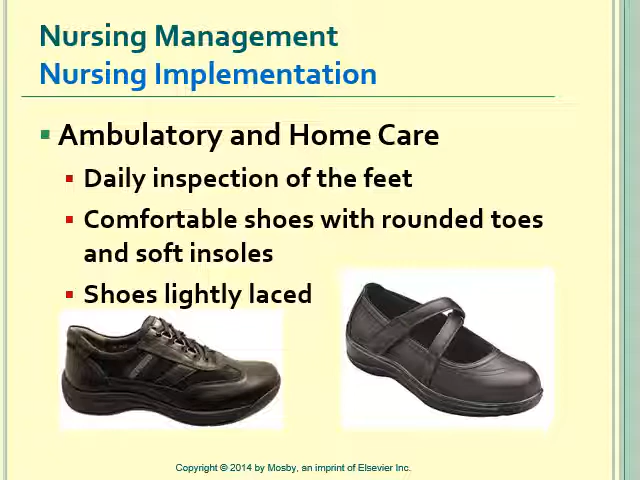 Nursing Management
Nursing Implementation
Ambulatory and Home Care
Daily inspection of the feet
Comfortable shoes with rounded toes
and soft insoles
Shoes lightly laced
Copyright © 2014 by Mosby, an imprint of Elsevier Inc.